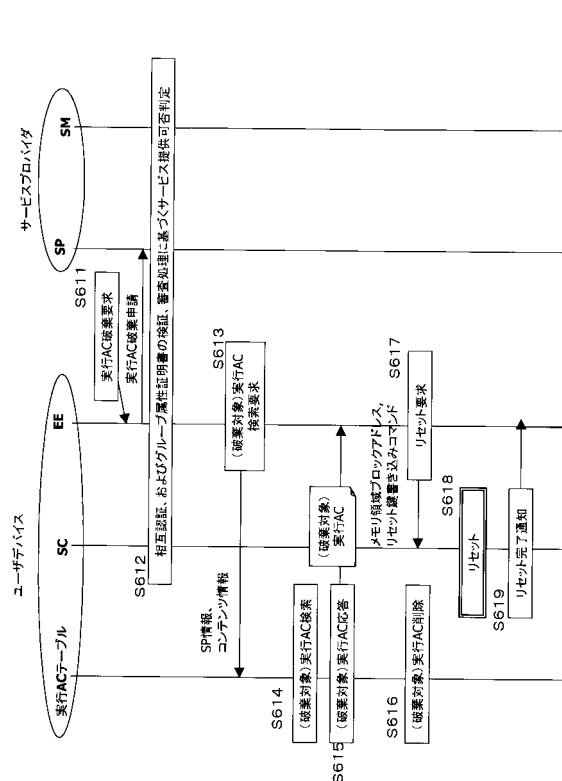 ユーザデバイス
サービスプロバイダ
実行ACテーブル
SC
EE
SP
SM
S611
実行AC破棄要求
実行AC破棄申請
S612
相互認証、およびグループ属性証明書の検証、審査処理に基づくサービス提供可否判定
S613
(破棄対象)実行AC
検索要求
SP情報、
コンテンツ情報
S614
(破棄対象)実行AC検索
S615
(破棄対象)実行AC応答
(破棄対象)
実行AC
S616
(破棄対象)実行AC削除
メモリ領域ブロックアドレス,
リセット鍵書き込みコマンド
S617
リセット要求
S618
リセット
S619
リセット完了通知